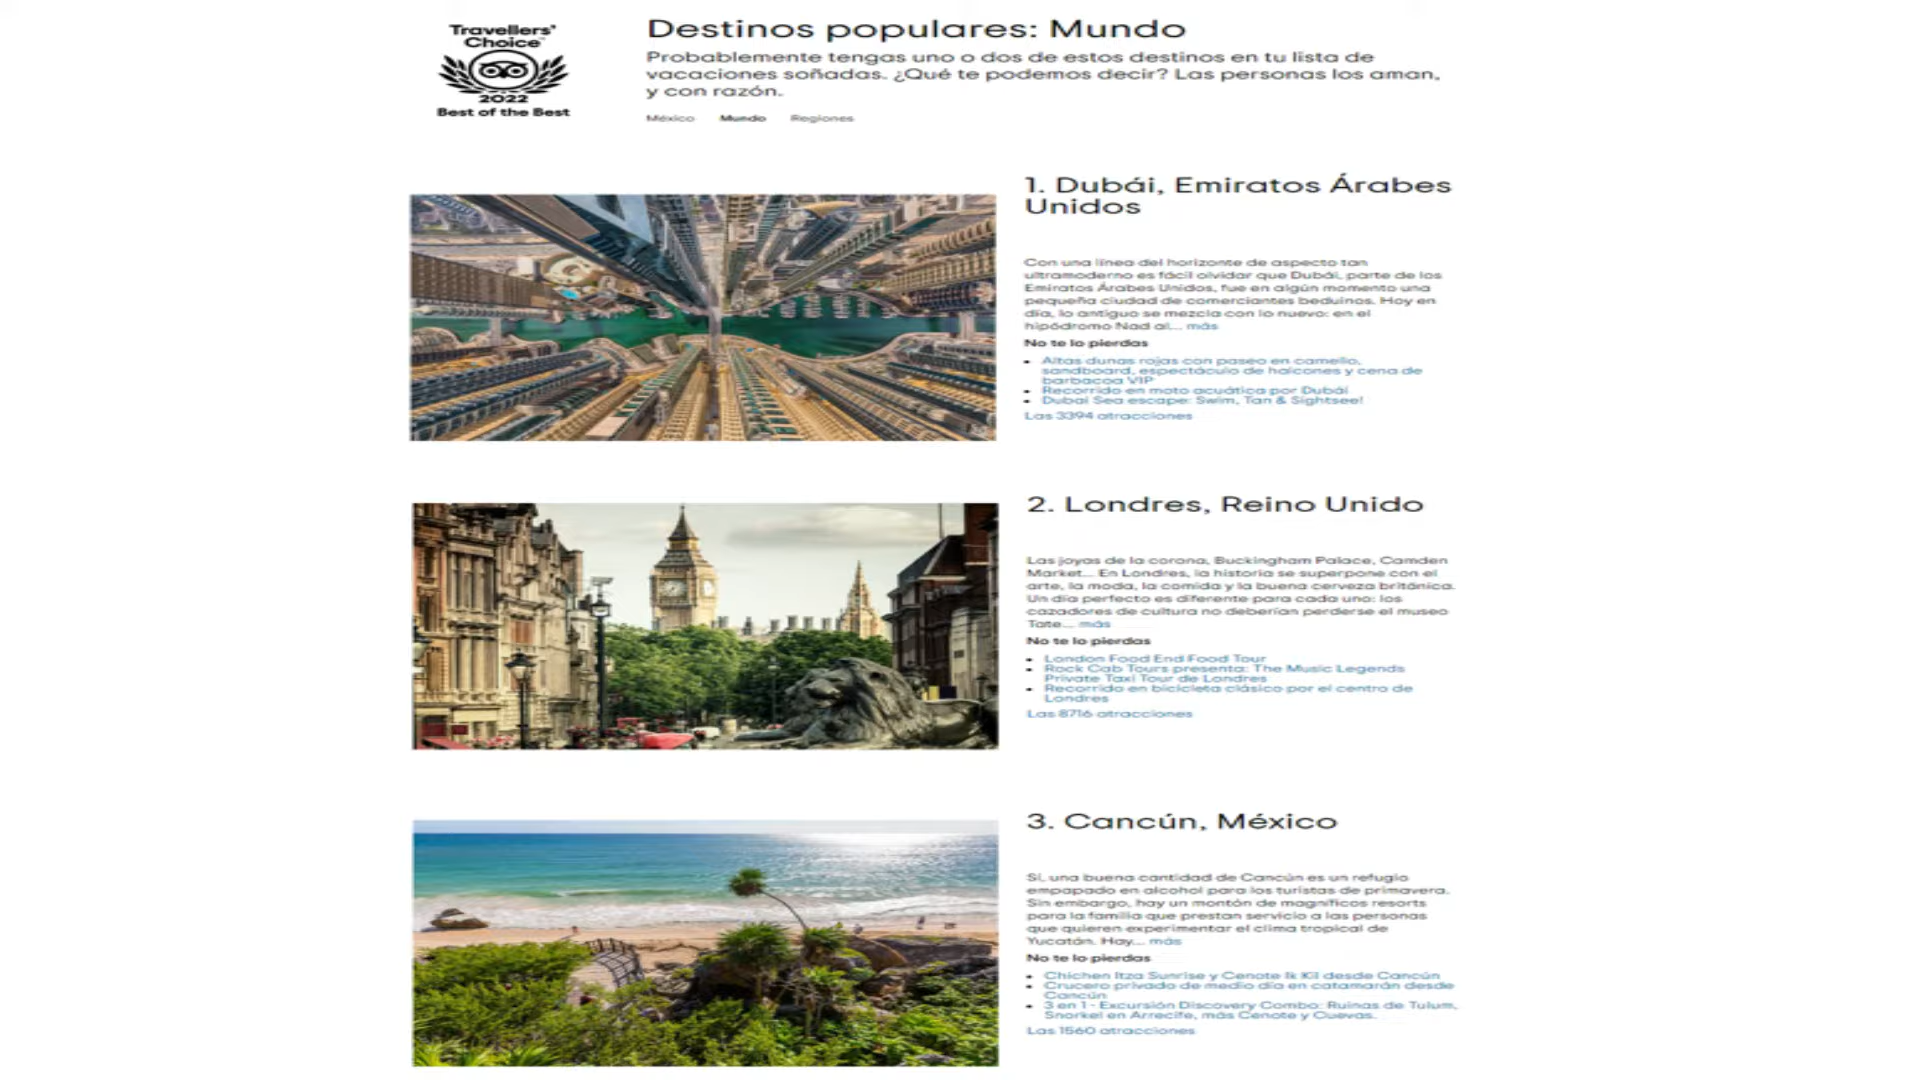 Travellers'
Choice
2022
Best of the Best
Destinos populares: Mundo
Probablemente tengas uno o dos de estos destinos en tu lista de
vacaciones soñadas. ¿Qué te podemos decir? Las personas los aman,
y con razón.
México Mundo Regiones
1. Dubái, Emiratos Árabes
Unidos
Con una línea del horizonte de aspecto tan
ultramoderno es fácil olvidar que Dubái, parte de los
Emiratos Árabes Unidos, fue en algún momento una
pequeña ciudad de comerciantes beduinos. Hoy en
día, lo antiguo se mezcla con lo nuevo: en el
hipódromo Nad al... más
No te lo pierdas
Altas dunas rojas con paseo en camello,
sandboard, espectáculo de halcones y cena de
barbacoa VIP
Recorrido en moto acuática por Dubái
Dubai Sea escape: Swim, Tan & Sightsee!
Las 3394 atracciones
2. Londres, Reino Unido
Las joyas de la corona, Buckingham Palace, Camden
Market... En Londres, la historia se superpone con el
arte, la moda, la comida y la buena cerveza británica.
Un día perfecto es diferente para cada uno: los
cazadores de cultura no deberían perderse el museo
Tate... más
No te lo pierdas
London Food End Food Tour
Rock Cab Tours presenta: The Music Legends
Private Taxi Tour de Londres
Recorrido en bicicleta clásico por el centro de
Londres
Las 8716 atracciones
3. Cancún, México
Sí, una buena cantidad de Cancún es un refugio
empapado en alcohol para los turistas de primavera.
Sin embargo, hay un montón de magníficos resorts
para la familia que prestan servicio a las personas
que quieren experimentar el clima tropical de
Yucatán. Hay... más
No te lo pierdas
Chichen Itza Sunrise y Cenote Ik Kil desde Cancún
Crucero privado de medio día en catamarán desde
Cancún
3 en 1 - Excursión Discovery Combo: Ruinas de Tulum,
Snorkel en Arrecife, más Cenote y Cuevas.
Las 1560 atracciones